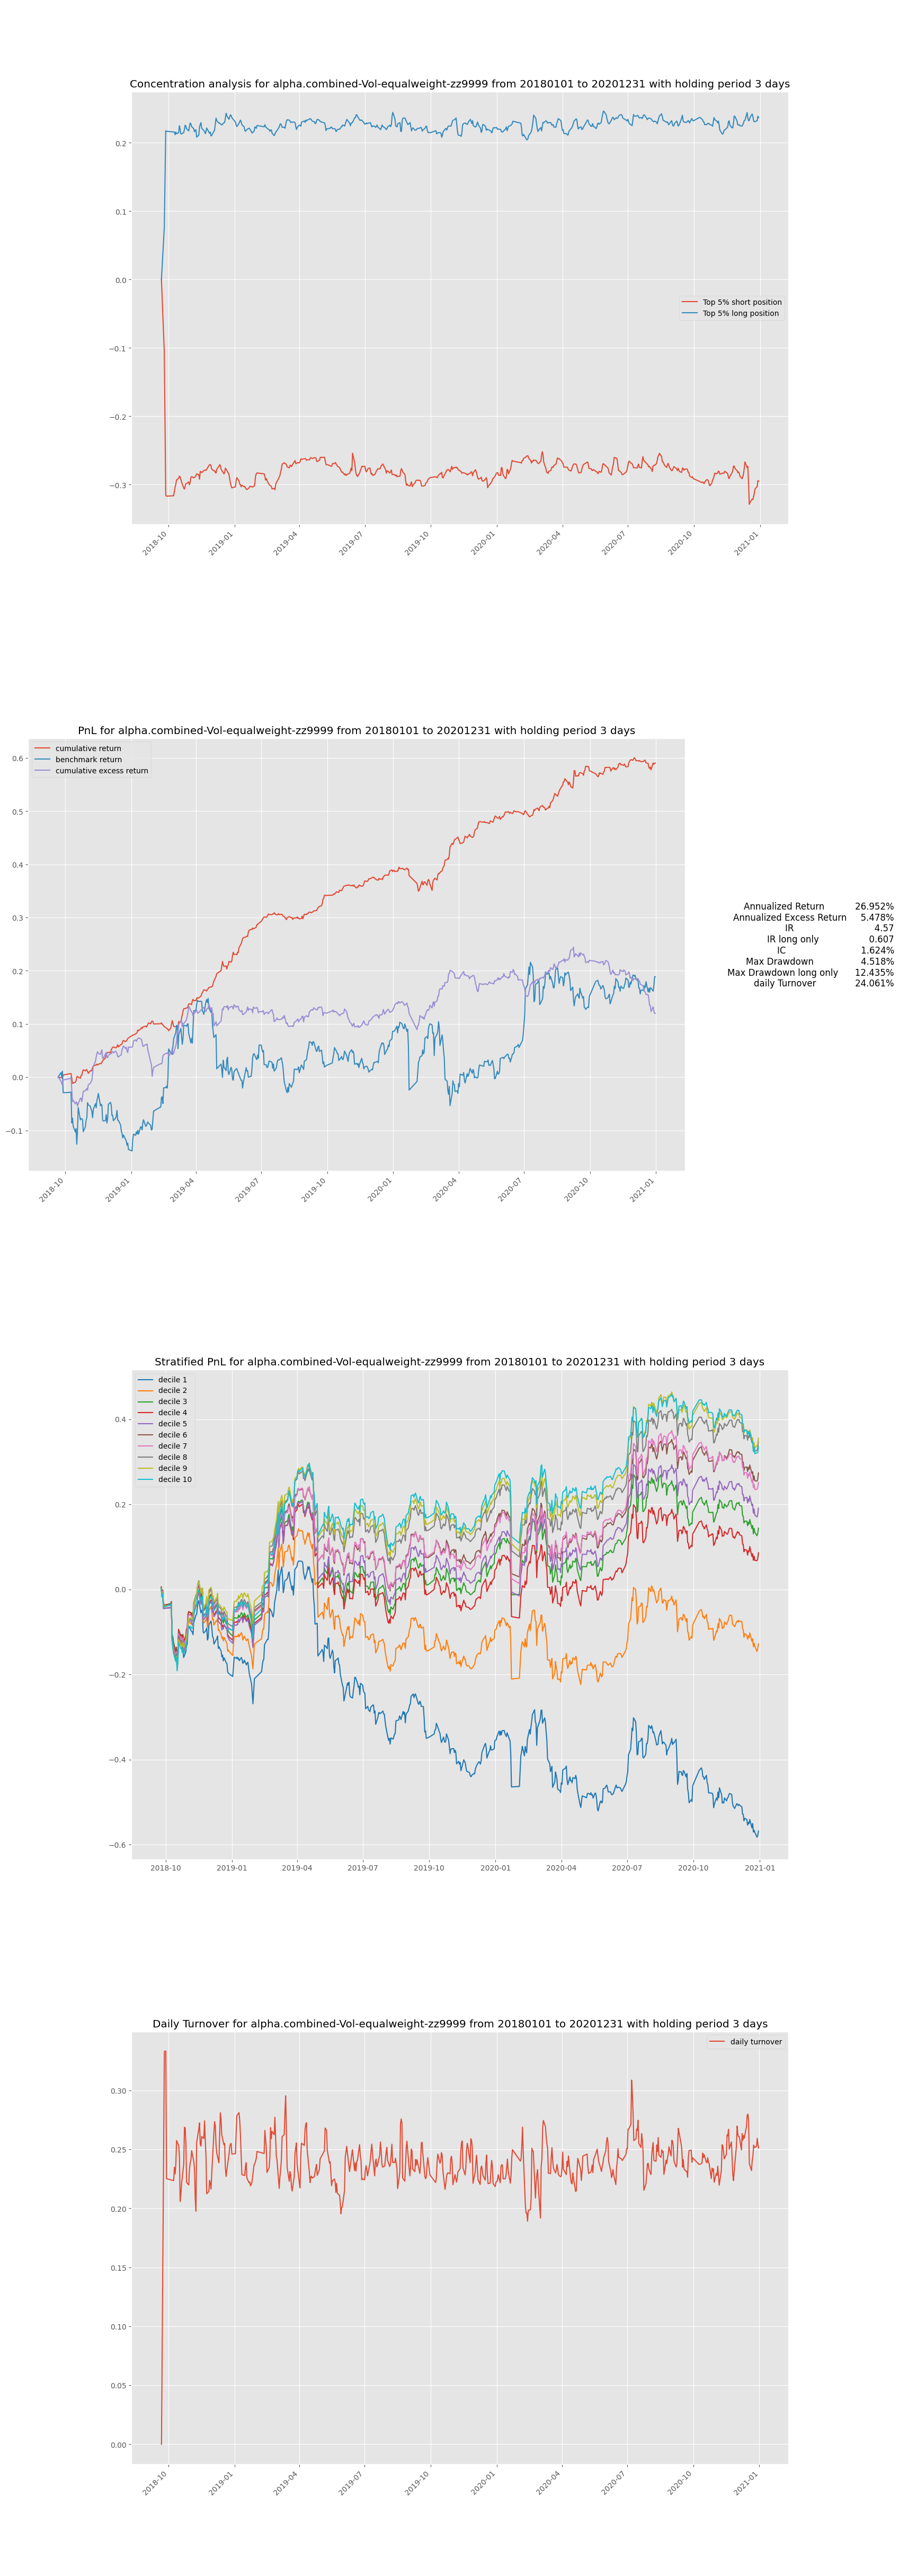 Concentration analysis for alpha.combined-Vol-equalweight-zz9999 from 20180101 to 20201231 with holding period 3 days
0.2
0.1
0.0
−0.1
−0.2
−0.3
Top 5% short position
Top 5% long position
2018-10 2019-01 2019-04 2019-07 2019-10 2020-01 2020-04 2020-07 2020-10 2021-01
PnL for alpha.combined-Vol-equalweight-zz9999 from 20180101 to 20201231 with holding period 3 days
cumulative return
benchmark return
cumulative excess return
0.6
0.5
0.4
0.3
0.2
0.1
0.0
−0.1
2018-10 2019-01 2019-04 2019-07 2019-10 2020-01 2020-04 2020-07 2020-10 2021-01
Annualized Return 26.952%
Annualized Excess Return 5.478%
IR 4.57
IR long only 0.607
IC 1.624%
Max Drawdown 4.518%
Max Drawdown long only 12.435%
daily Turnover 24.061%
Stratified PnL for alpha.combined-Vol-equalweight-zz9999 from 20180101 to 20201231 with holding period 3 days
decile 1
decile 2
decile 3
decile 4
decile 5
decile 6
decile 7
decile 8
decile 9
decile 10
0.4
0.2
0.0
−0.2
−0.4
−0.6
2018-10 2019-01 2019-04 2019-07 2019-10 2020-01 2020-04 2020-07 2020-10 2021-01
Daily Turnover for alpha.combined-Vol-equalweight-zz9999 from 20180101 to 20201231 with holding period 3 days
daily turnover
0.30
0.25
0.20
0.15
0.10
0.05
0.00
2018-10 2019-01 2019-04 2019-07 2019-10 2020-01 2020-04 2020-07 2020-10 2021-01